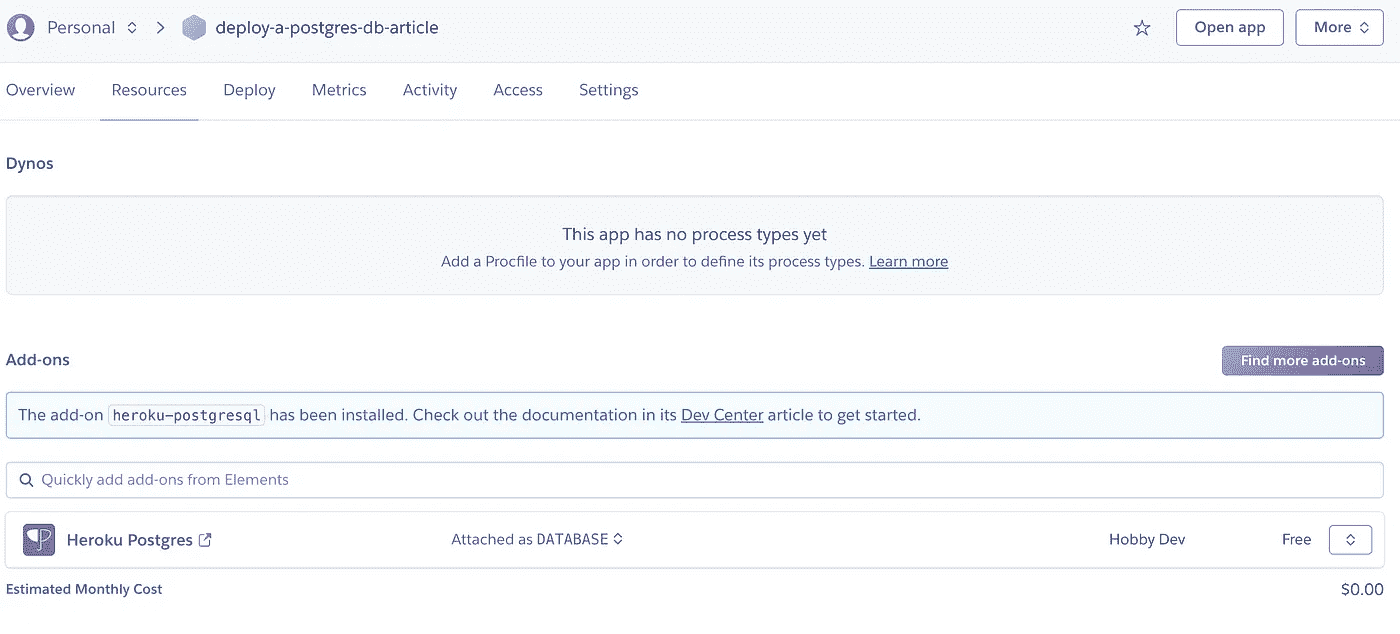 Personal deploy-a-postgres-db-article Open app More
Overview Resources Deploy Metrics Activity Access Settings
Dynos
This app has no process types yet
Add a Procfile to your app in order to define its process types. Learn more
Add-ons Find more add-ons
The add-on heroku-postgresql has been installed. Check out the documentation in its Dev Center article to get started.
Quickly add add-ons from Elements
Heroku Postgres Attached as DATABASE Hobby Dev Free
Estimated Monthly Cost $0.00